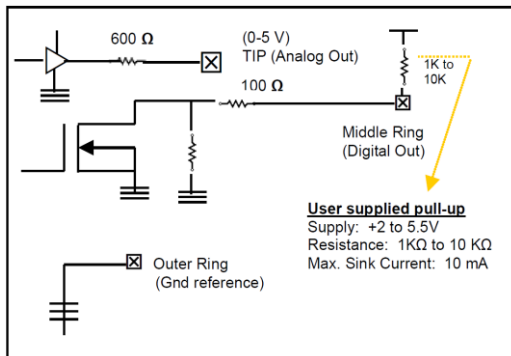 600 Ω
(0-5 V)
TIP (Analog Out)
100 Ω
1K to
10K
Middle Ring
(Digital Out)
User supplied pull-up
Supply: +2 to 5.5V
Resistance: 1KΩ to 10 KΩ
Max. Sink Current: 10 mA
Outer Ring
(Gnd reference)